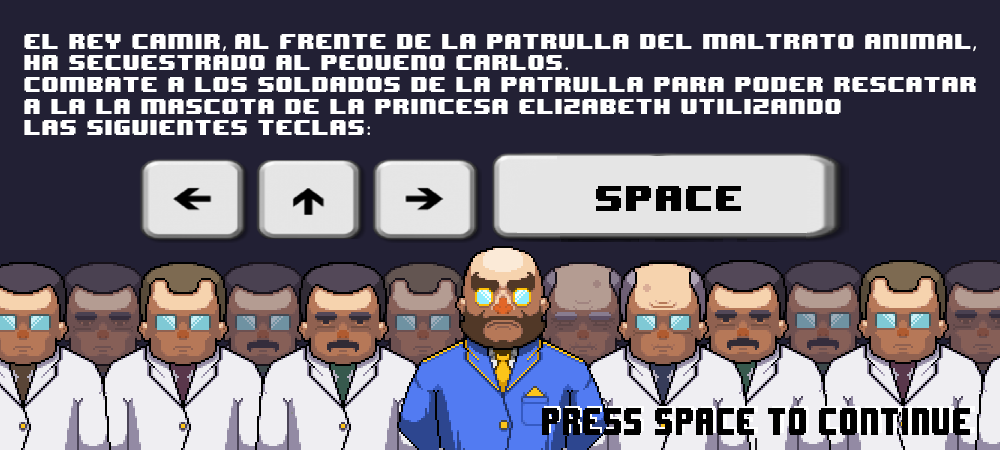 EL REY CAMIR, AL FRENTE DE LA PATRULLA DEL MALTRATO ANIMAL,
HA SECUESTRADO AL PEQUENO CARLOS.
COMBATE A LOS SOLDADOS DE LA PATRULLA PARA PODER RESCATAR
A LA LA MASCOTA DE LA PRINCESA ELIZABETH UTILIZANDO
LAS SIGUIENTES TECLAS:
← ↑ → SPACE
PRESS SPACE TO CONTINUE